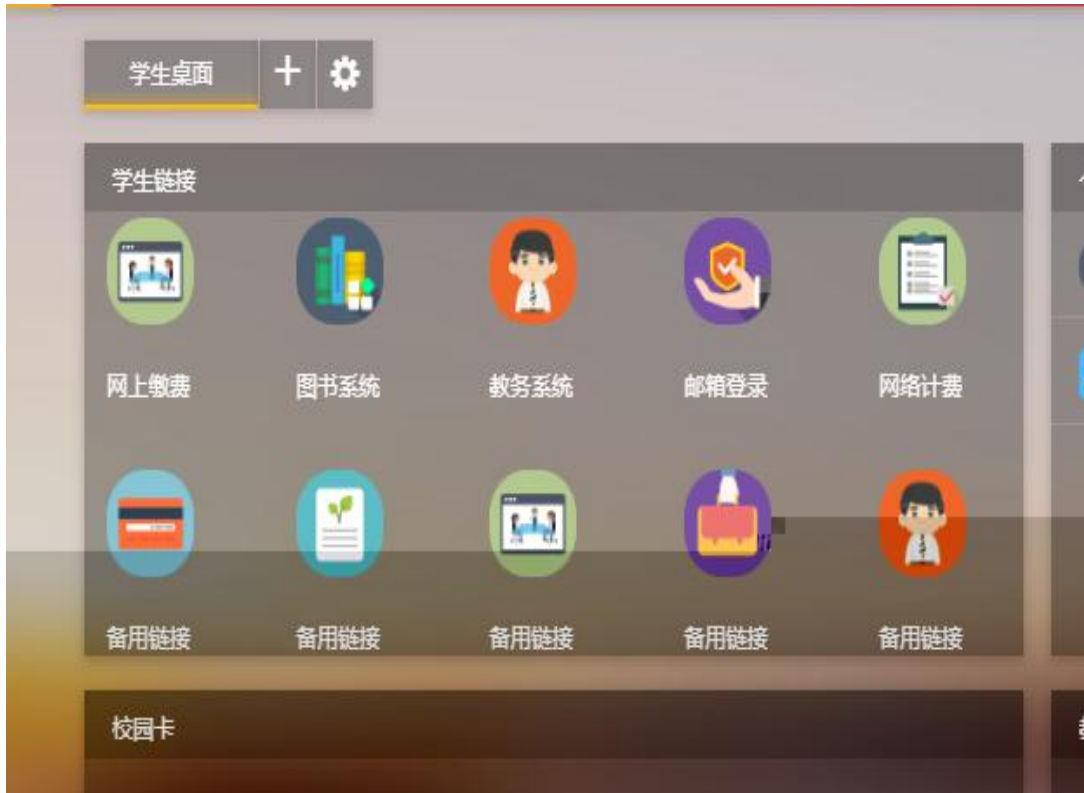 学生桌面
学生链接
网上缴费 图书系统 教务系统 邮箱登录 网络计费
备用链接 备用链接 备用链接 备用链接 备用链接
校园卡